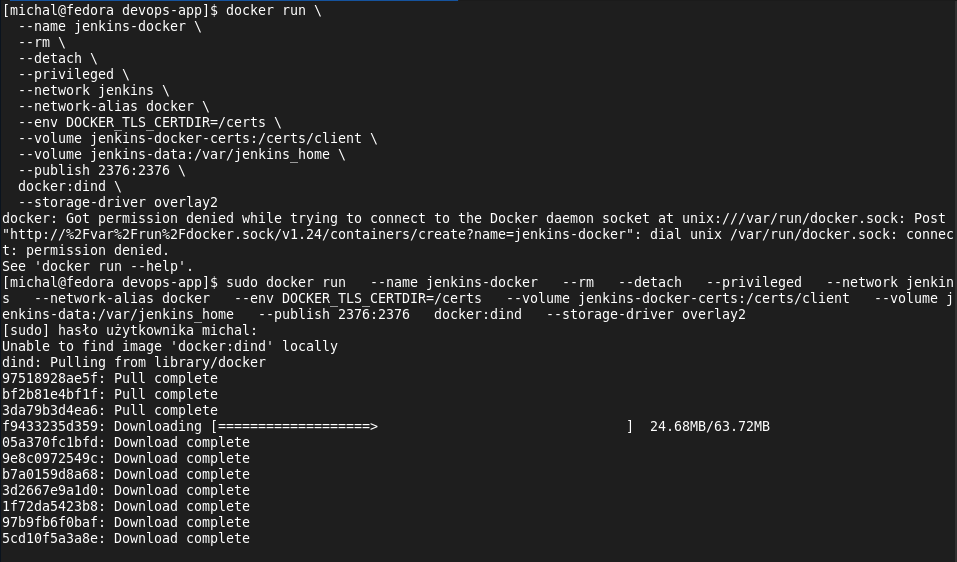 [michal@fedora devops-app]$ docker run \
  --name jenkins-docker \
  --rm \
  --detach \
  --privileged \
  --network jenkins \
  --network-alias docker \
  --env DOCKER_TLS_CERTDIR=/certs \
  --volume jenkins-docker-certs:/certs/client \
  --volume jenkins-data:/var/jenkins_home \
  --publish 2376:2376 \
  docker:dind \
  --storage-driver overlay2
docker: Got permission denied while trying to connect to the Docker daemon socket at unix:///var/run/docker.sock: Post
"http://%2Fvar%2Frun%2Fdocker.sock/v1.24/containers/create?name=jenkins-docker": dial unix /var/run/docker.sock: connec
t: permission denied.
See 'docker run --help'.
[michal@fedora devops-app]$ sudo docker run   --name jenkins-docker   --rm   --detach   --privileged   --network jenkin
s   --network-alias docker   --env DOCKER_TLS_CERTDIR=/certs   --volume jenkins-docker-certs:/certs/client   --volume j
enkins-data:/var/jenkins_home   --publish 2376:2376   docker:dind   --storage-driver overlay2
[sudo] hasło użytkownika michal:
Unable to find image 'docker:dind' locally
dind: Pulling from library/docker
97518928ae5f: Pull complete
bf2b81e4bf1f: Pull complete
3da79b3d4ea6: Pull complete
f9433235d359: Downloading [===================>                               ]  24.68MB/63.72MB
05a370fc1bfd: Download complete
9e8c0972549c: Download complete
b7a0159d8a68: Download complete
3d2667e9a1d0: Download complete
1f72da5423b8: Download complete
97b9fb6f0baf: Download complete
5cd10f5a3a8e: Download complete